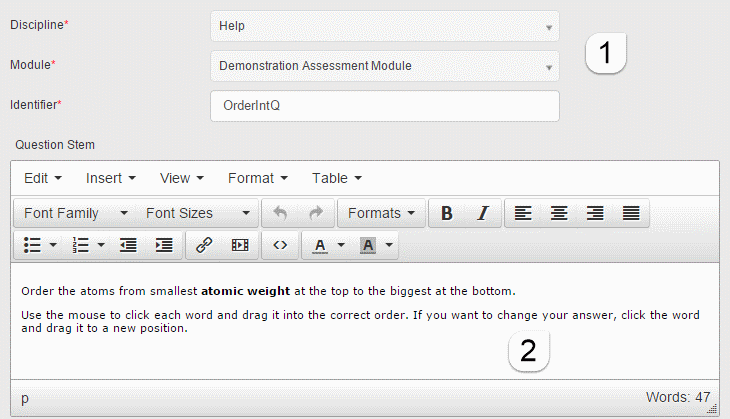 Discipline* Help
1
Module* Demonstration Assessment Module
Identifier* OrderIntQ
Question Stem
Edit Insert View Format Table
Font Family Font Sizes Formats B I
1 2 3 <> A A
Order the atoms from smallest atomic weight at the top to the biggest at the bottom.
Use the mouse to click each word and drag it into the correct order. If you want to change your answer, click the word
and drag it to a new position.
2
p Words: 47